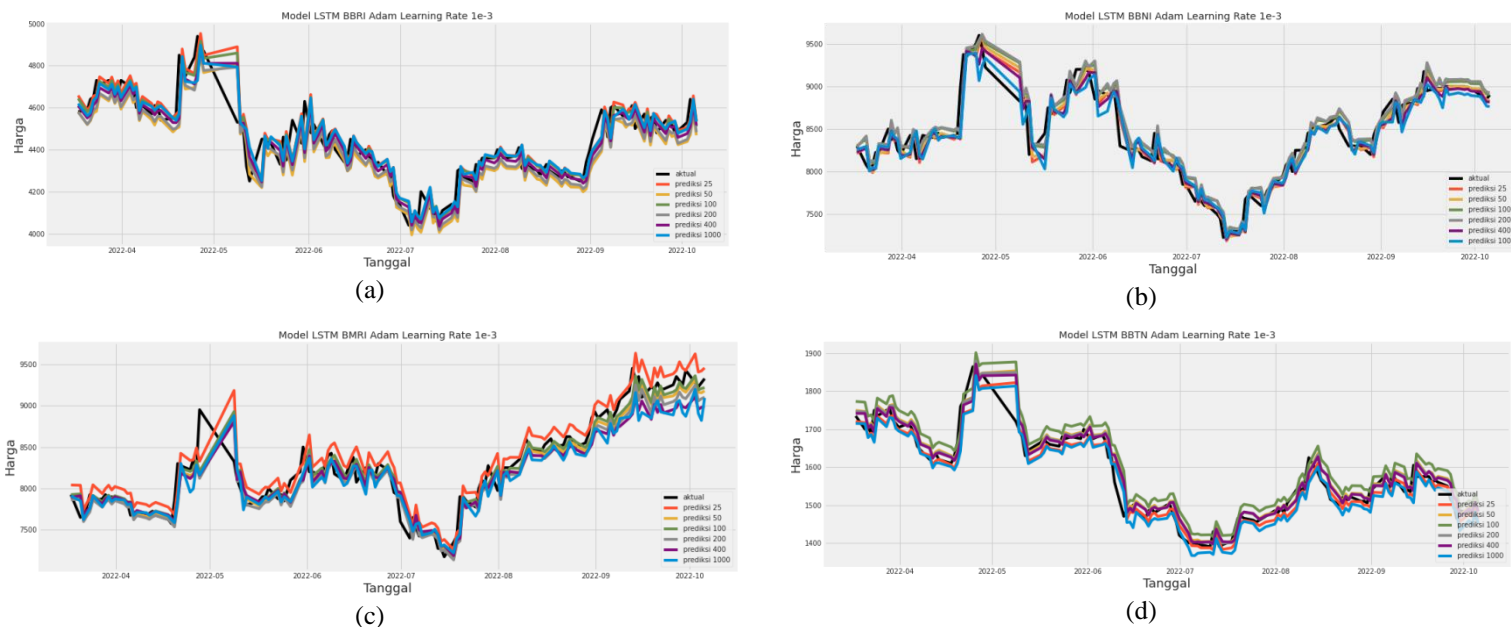 Model LSTM BBRI Adam Learning Rate 1e-3
5000
4800
4600
4400
4200
4000
Harga
aktual
prediksi 25
prediksi 50
prediksi 100
prediksi 200
prediksi 400
prediksi 1000
2022-04
2022-05
2022-06
2022-07
2022-08
2022-09
2022-10
Tanggal
(a)
Model LSTM BBNI Adam Learning Rate 1e-3
9500
9000
8500
8000
7500
Harga
aktual
prediksi 25
prediksi 50
prediksi 100
prediksi 200
prediksi 400
prediksi 100
2022-04
2022-05
2022-06
2022-07
2022-08
2022-09
2022-10
Tanggal
(b)
Model LSTM BMRI Adam Learning Rate 1e-3
9500
9000
8500
8000
7500
Harga
aktual
prediksi 25
prediksi 50
prediksi 100
prediksi 200
prediksi 400
prediksi 1000
2022-04
2022-05
2022-06
2022-07
2022-08
2022-09
2022-10
Tanggal
(c)
Model LSTM BBTN Adam Learning Rate 1e-3
1900
1800
1700
1600
1500
1400
Harga
aktual
prediksi 25
prediksi 50
prediksi 100
prediksi 200
prediksi 400
prediksi 1000
2022-04
2022-05
2022-06
2022-07
2022-08
2022-09
2022-10
Tanggal
(d)